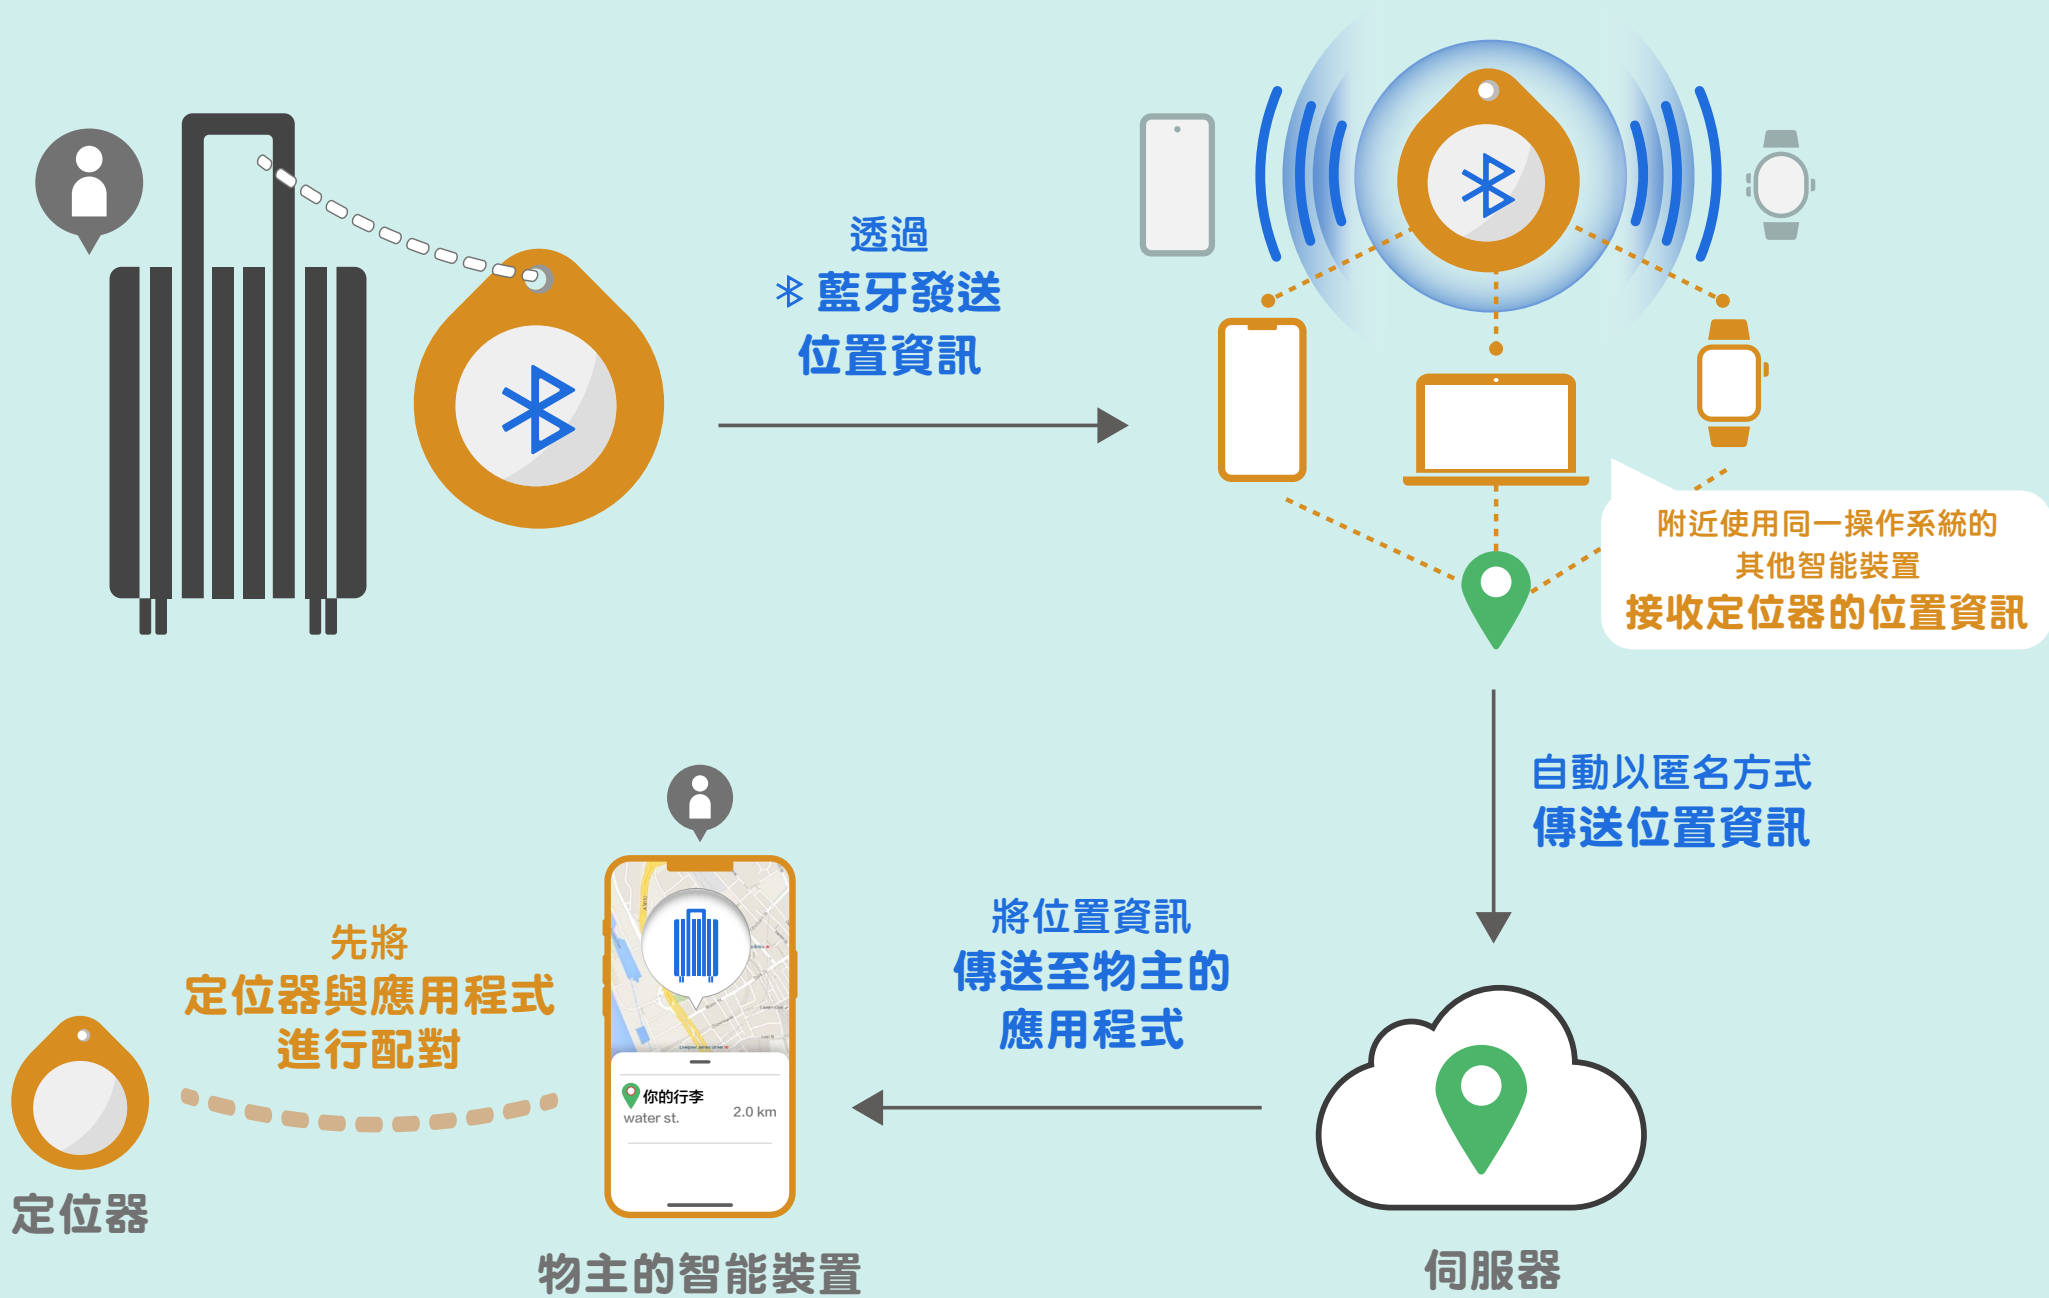 透過
藍牙發送
位置資訊
附近使用同一操作系統的
其他智能裝置
接收定位器的位置資訊
自動以匿名方式
傳送位置資訊
將位置資訊
傳送至物主的
應用程式
先將
定位器與應用程式
進行配對
你的行李
water st.
2.0 km
定位器
物主的智能裝置
伺服器